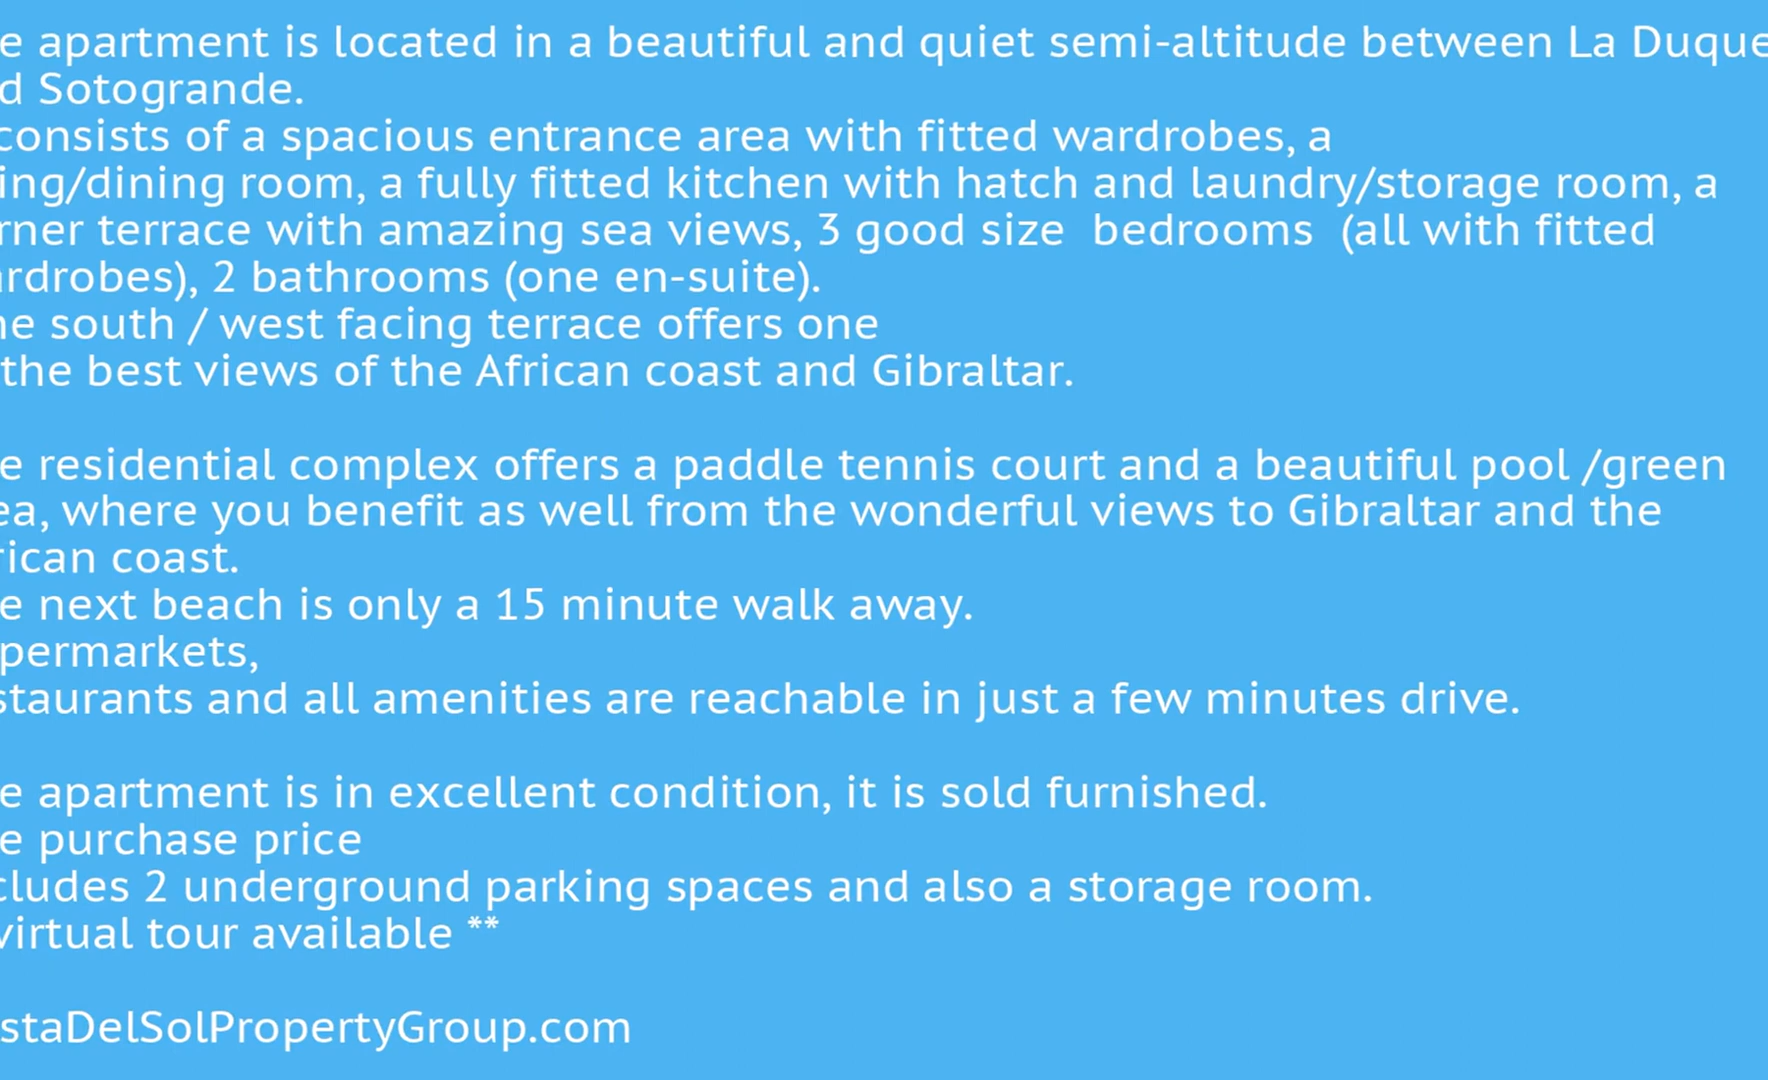 e apartment is located in a beautiful and quiet semi-altitude between La Duque
d Sotogrande.
consists of a spacious entrance area with fitted wardrobes, a
ing/dining room, a fully fitted kitchen with hatch and laundry/storage room, a
rner terrace with amazing sea views, 3 good size  bedrooms  (all with fitted
ardrobes), 2 bathrooms (one en-suite).
he south / west facing terrace offers one
the best views of the African coast and Gibraltar.
e residential complex offers a paddle tennis court and a beautiful pool /green
ea, where you benefit as well from the wonderful views to Gibraltar and the
rican coast.
e next beach is only a 15 minute walk away.
permarkets,
staurants and all amenities are reachable in just a few minutes drive.
e apartment is in excellent condition, it is sold furnished.
e purchase price
cludes 2 underground parking spaces and also a storage room.
virtual tour available **
staDelSolPropertyGroup.com